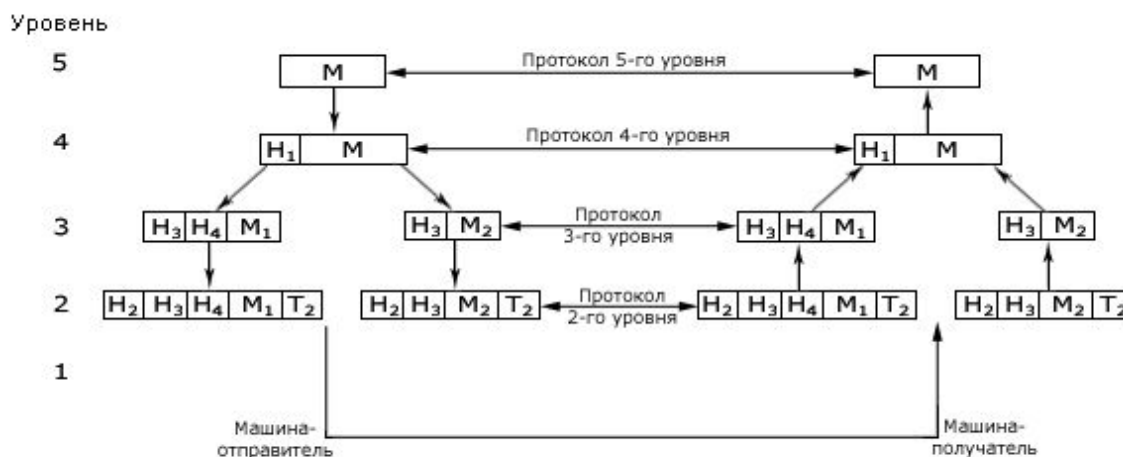 Уровень
5 M Протокол 5-го уровня M
4 H₁ M Протокол 4-го уровня H₁ M
3 H₃ H₄ M₁ H₃ M₂ Протокол 3-го уровня H₃ H₄ M₁ H₃ M₂
2 H₂ H₃ H₄ M₁ T₂ H₂ H₃ M₂ T₂ Протокол 2-го уровня H₂ H₃ H₄ M₁ T₂ H₂ H₃ M₂ T₂
1
Машина-
отправитель
Машина-
получатель